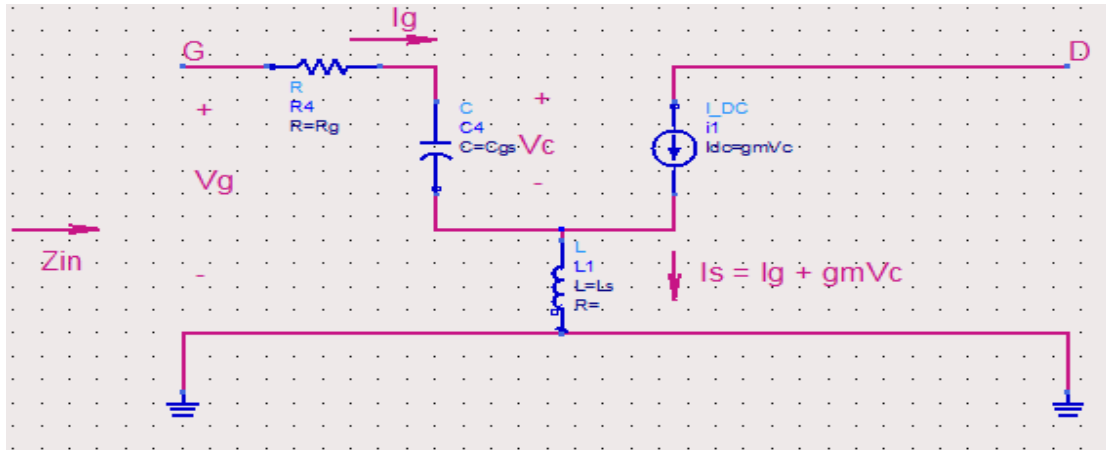 Ig
G
D
R
R4
R=Rg
+
Vg
-
C
C4
C=Cgs
+
Vc
-
I_DC
i1
Idc=gmVc
Zin
L
L1
L=Ls
R=
Is = Ig + gmVc